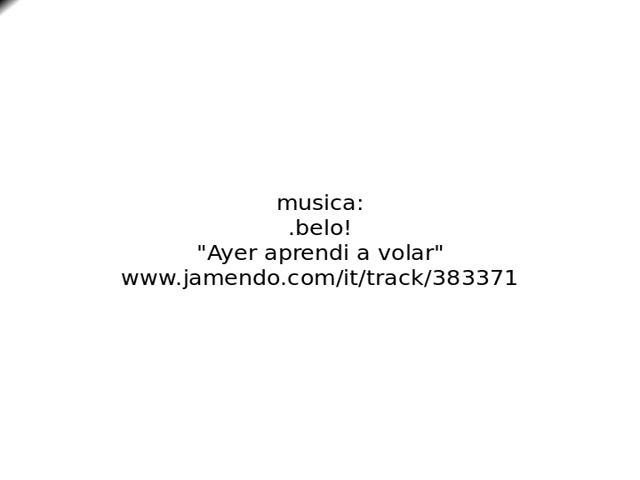 musica:
.belo!
"Ayer aprendi a volar"
www.jamendo.com/it/track/383371